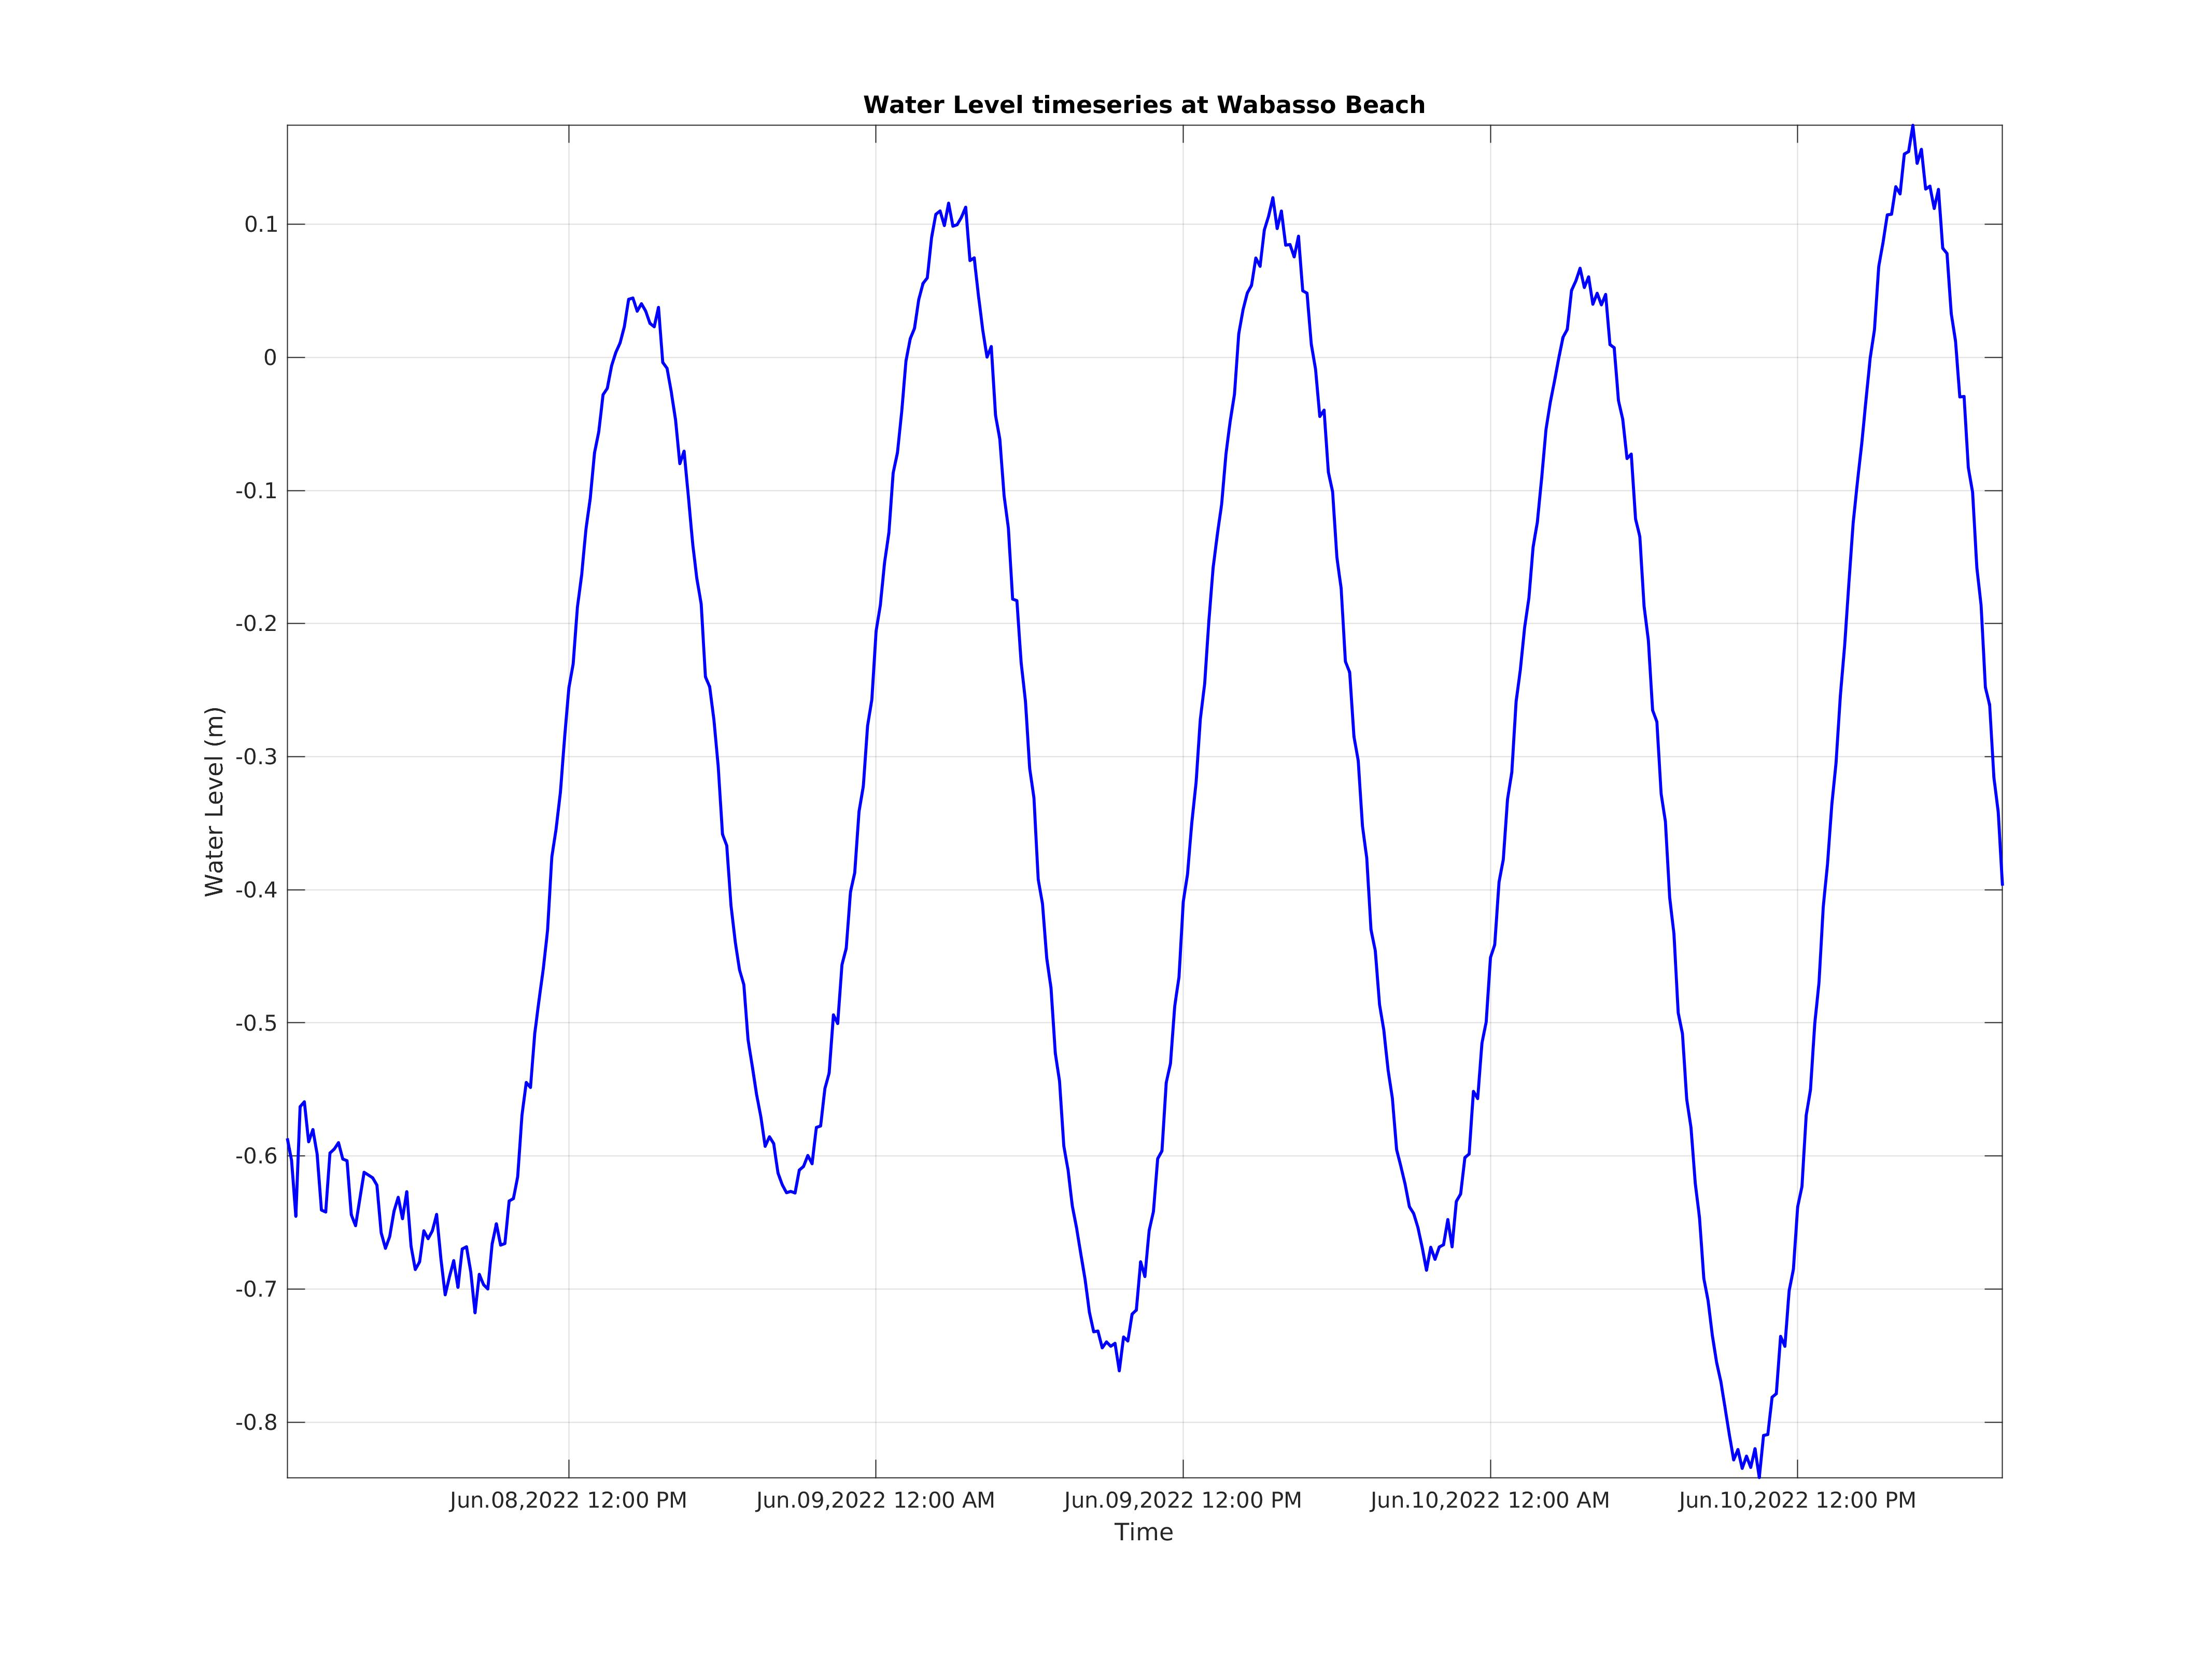 Water Level timeseries at Wabasso Beach
0.1
0
-0.1
-0.2
-0.3
-0.4
-0.5
-0.6
-0.7
-0.8
Water Level (m)
Jun.08,2022 12:00 PM Jun.09,2022 12:00 AM Jun.09,2022 12:00 PM Jun.10,2022 12:00 AM Jun.10,2022 12:00 PM
Time